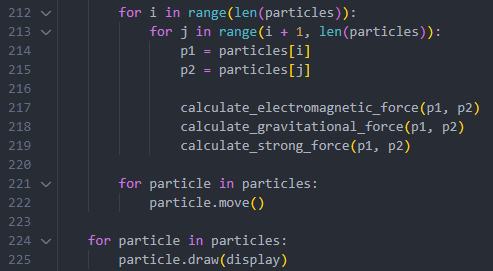 212 for i in range(len(particles)):
213 for j in range(i + 1, len(particles)):
214 p1 = particles[i]
215 p2 = particles[j]
216
217 calculate_electromagnetic_force(p1, p2)
218 calculate_gravitational_force(p1, p2)
219 calculate_strong_force(p1, p2)
220
221 for particle in particles:
222 particle.move()
223
224 for particle in particles:
225 particle.draw(display)